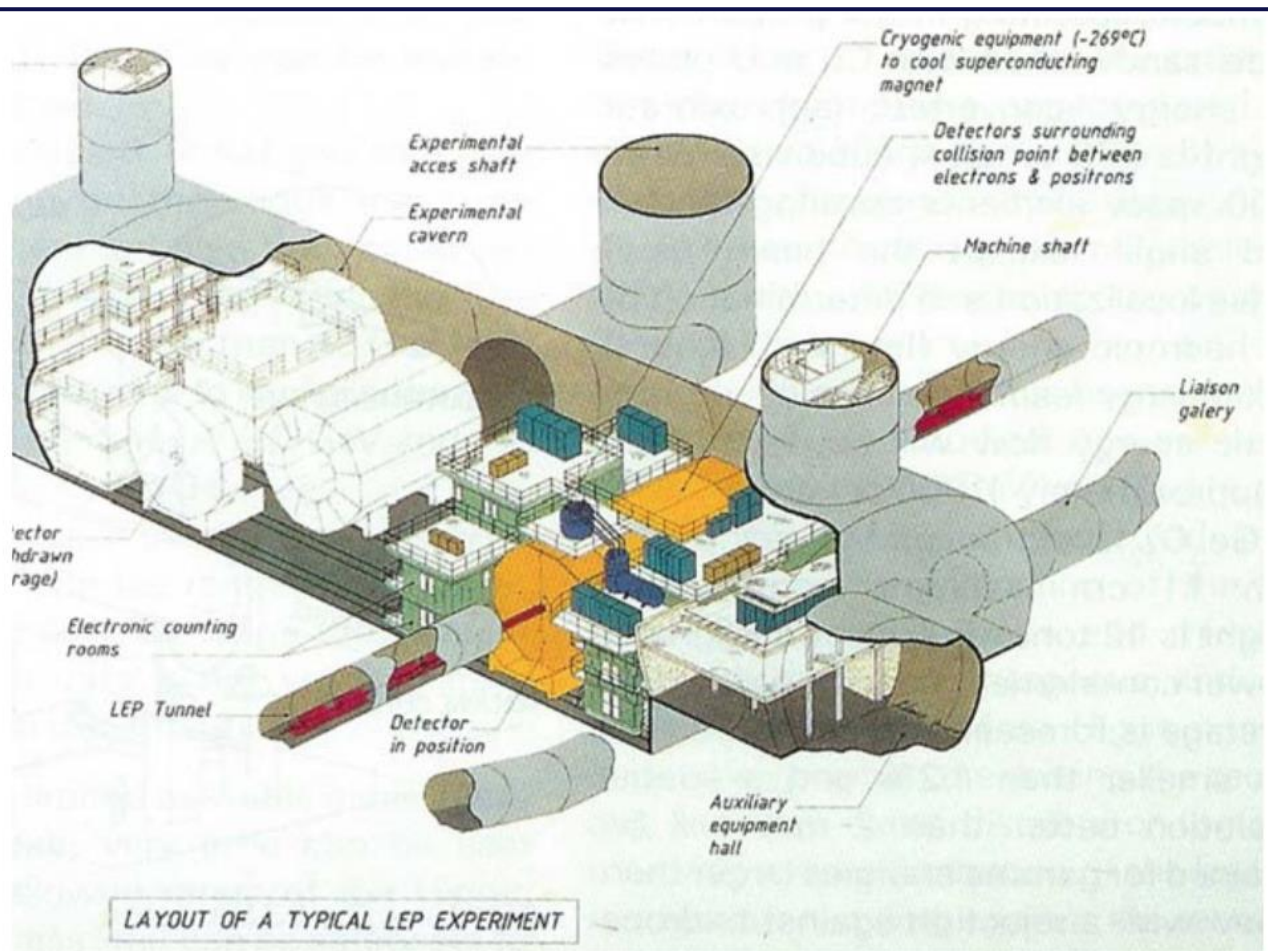 Cryogenic equipment (-269°C)
to cool superconducting
magnet
Experimental
acces shaft
Detectors surrounding
collision point between
electrons & positrons
Experimental
cavern
Machine shaft
Liaison
galery
ector
hdrawn
rage)
Electronic counting
rooms
LEP Tunnel
Detector
in position
Auxiliary
equipment
hall
LAYOUT OF A TYPICAL LEP EXPERIMENT